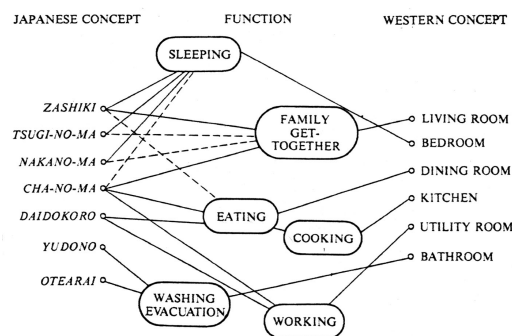 JAPANESE CONCEPT FUNCTION WESTERN CONCEPT
SLEEPING
ZASHIKI
TSUGI-NO-MA
NAKANO-MA
CHA-NO-MA
DAIDOKORO
YUDONO
OTEARAI
FAMILY
GET-
TOGETHER
EATING
COOKING
WASHING
EVACUATION
WORKING
LIVING ROOM
BEDROOM
DINING ROOM
KITCHEN
UTILITY ROOM
BATHROOM